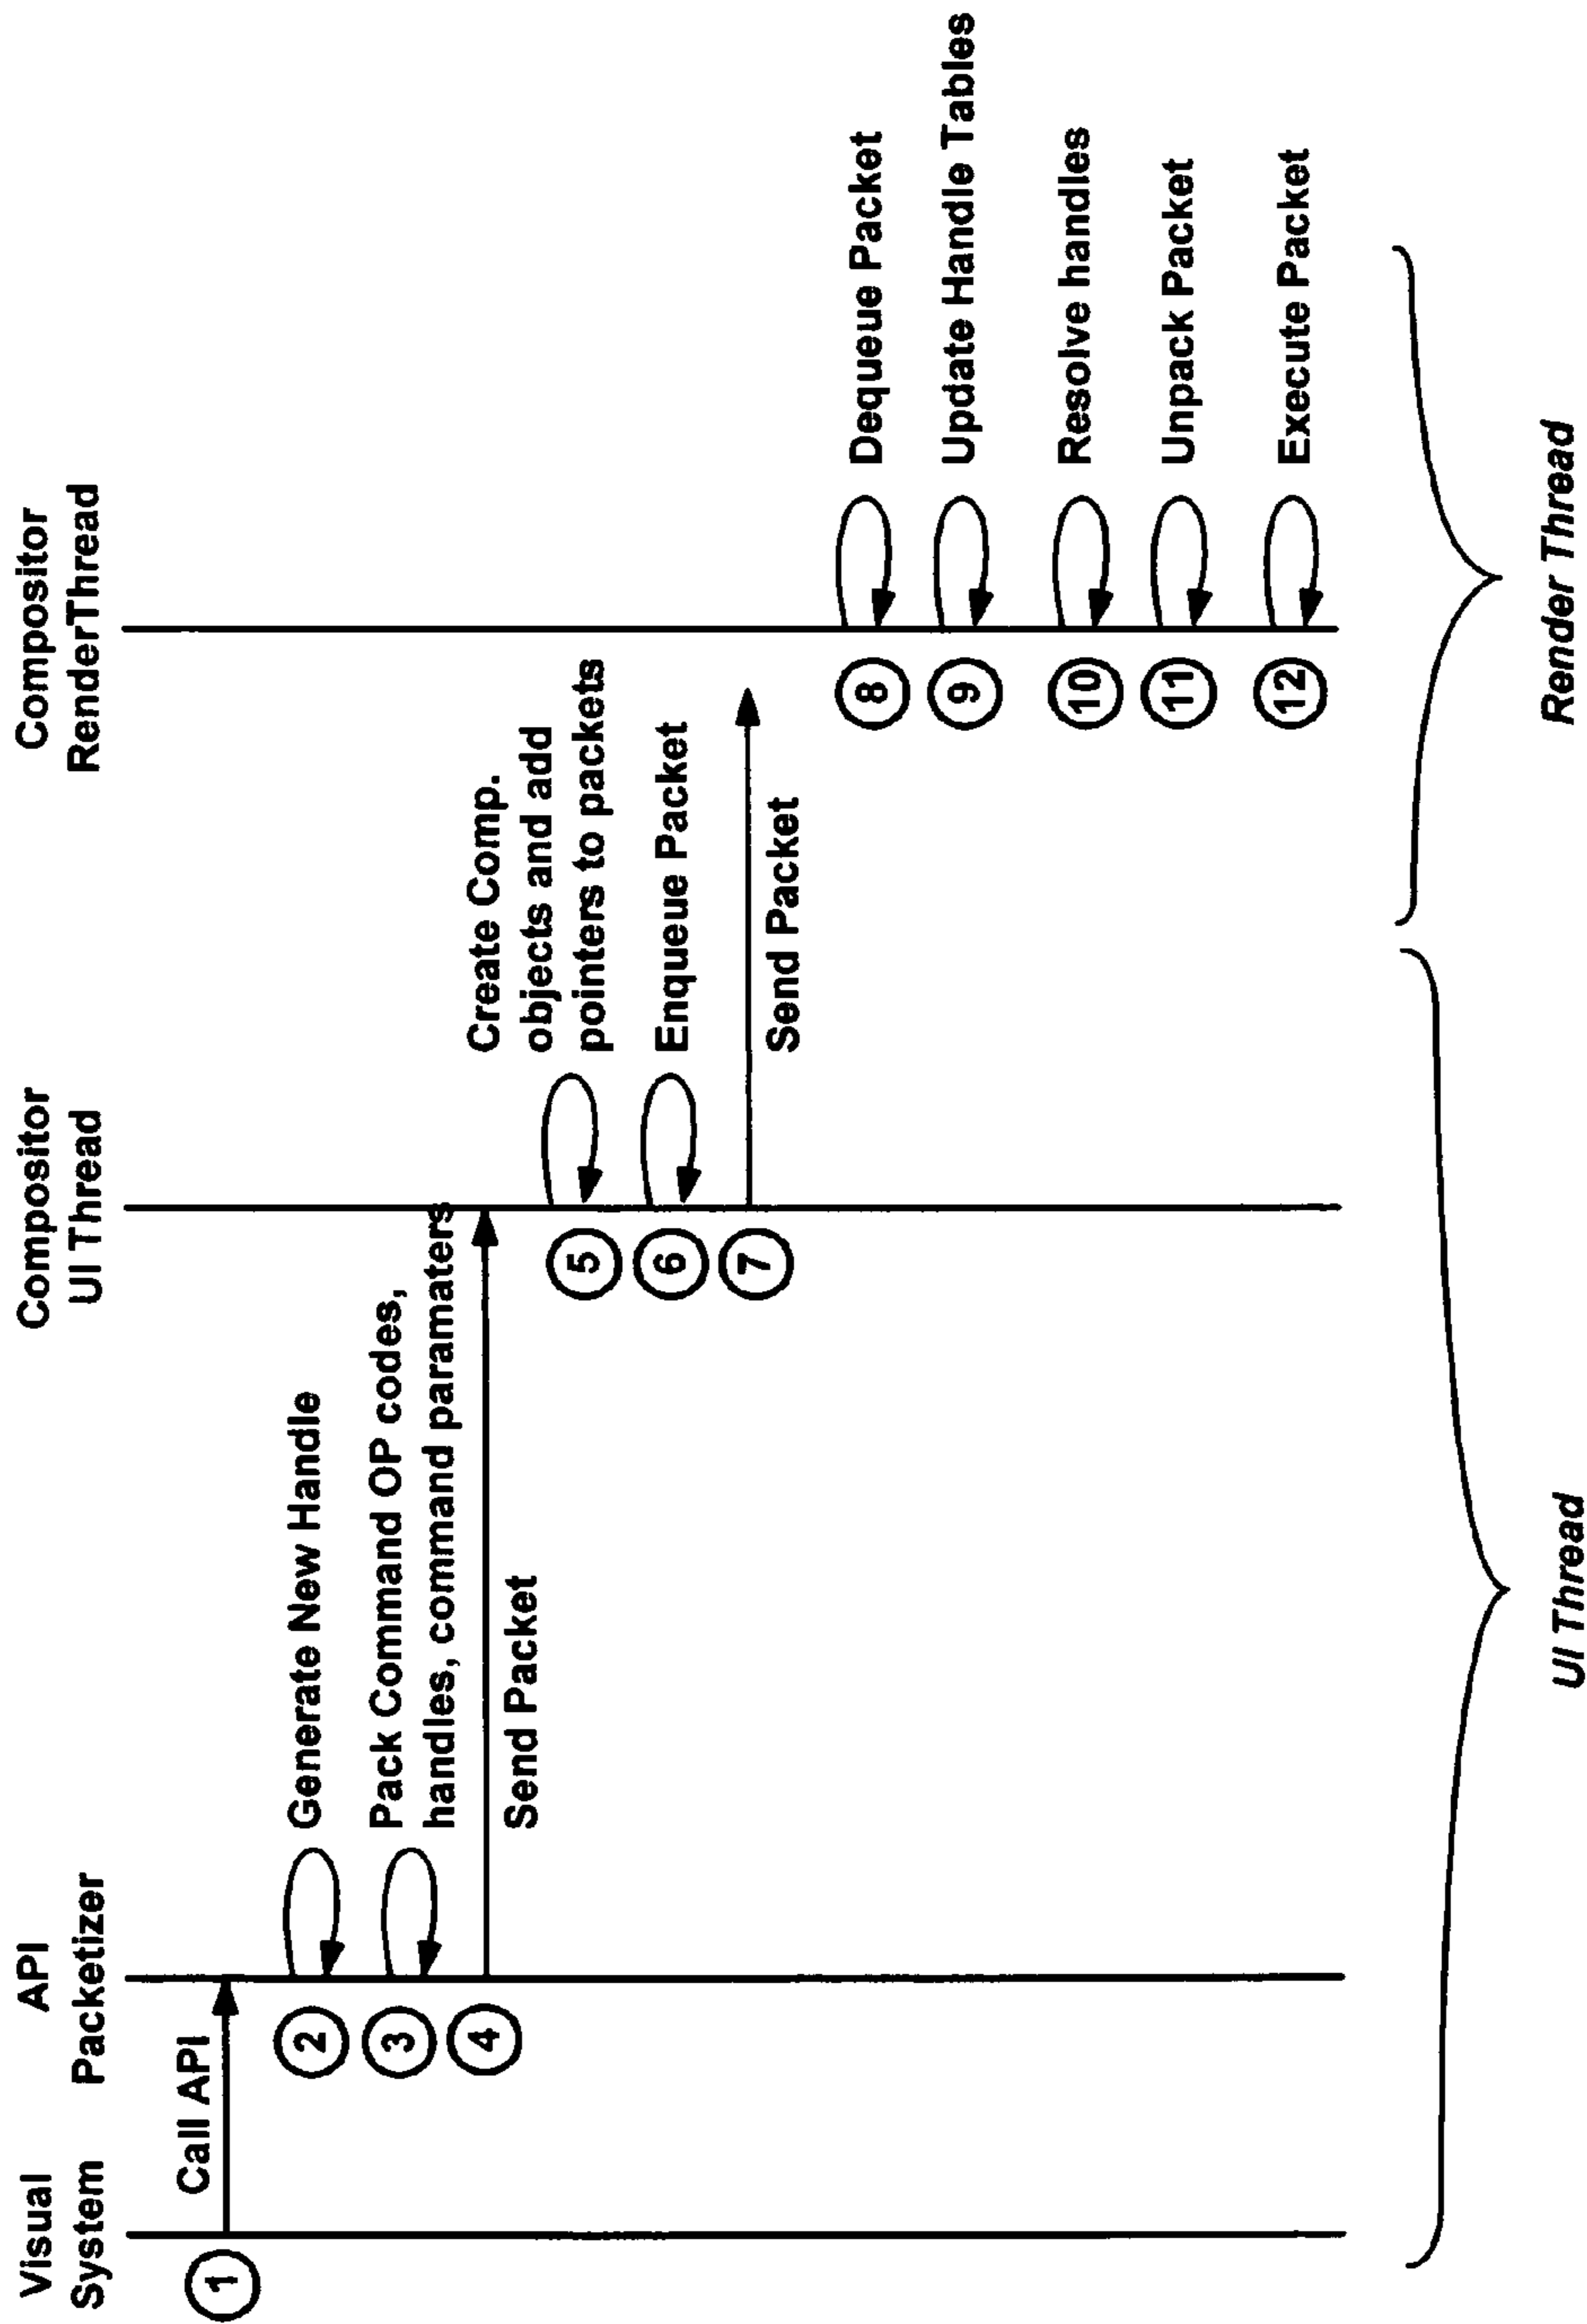 Visual
System
API
Packetizer
Compositor
UI Thread
Compositor
RenderThread
1
Call API
2
Generate New Handle
3
Pack Command OP codes,
handles, command paramaters
4
Send Packet
5
Create Comp.
objects and add
pointers to packets
6
Enqueue Packet
7
Send Packet
8
Dequeue Packet
9
Update Handle Tables
10
Resolve handles
11
Unpack Packet
12
Execute Packet
UI Thread
Render Thread